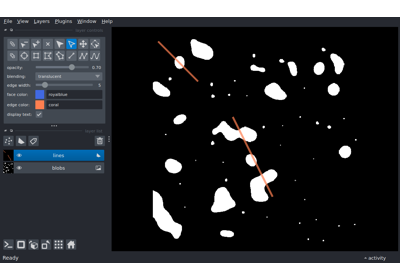 File View Layers Plugins Window Help
opacity: 0.70
blending: translucent
edge width: 5
face color: royalblue
edge color: coral
display text: ✓
lines
blobs
Ready
activity